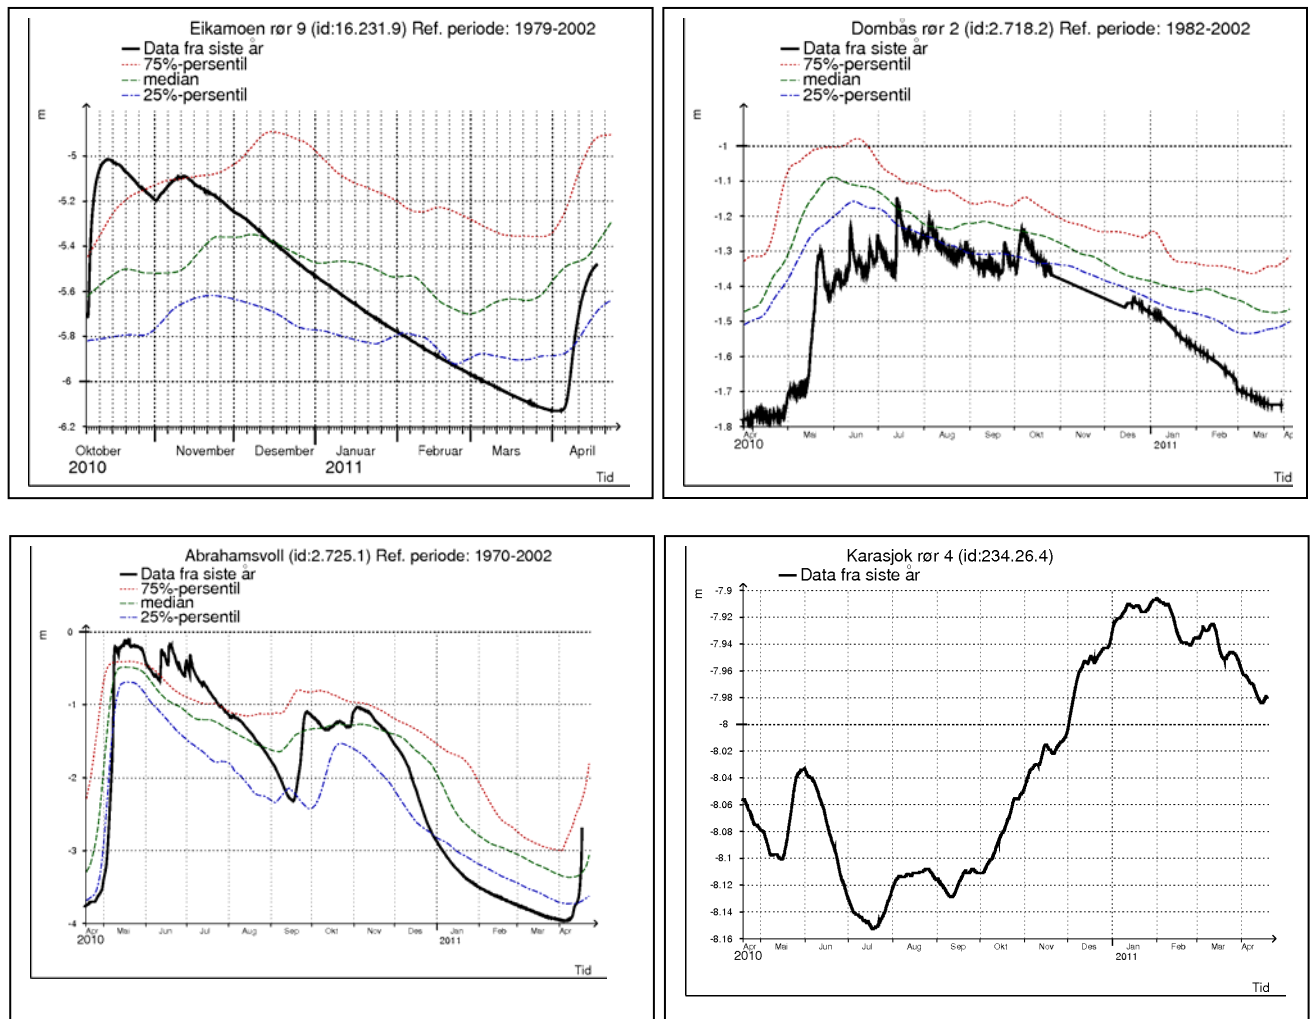 Eikamoen rør 9 (id:16.231.9) Ref. periode: 1979-2002
Data fra siste år
75%-persentil
median
25%-persentil
m
-5
-5.2
-5.4
-5.6
-5.8
-6
-6.2
Oktober November Desember Januar Februar Mars April
2010 2011
Tid
Dombås rør 2 (id:2.718.2) Ref. periode: 1982-2002
Data fra siste år
75%-persentil
median
25%-persentil
m
-1
-1.1
-1.2
-1.3
-1.4
-1.5
-1.6
-1.7
-1.8
Apr Mai Jun Jul Aug Sep Okt Nov Des Jan Feb Mar Ap
2010 2011
Tid
Abrahamsvoll (id:2.725.1) Ref. periode: 1970-2002
Data fra siste år
75%-persentil
median
25%-persentil
m
0
-1
-2
-3
-4
Apr Mai Jun Jul Aug Sep Okt Nov Des Jan Feb Mar Apr
2010 2011
Tid
Karasjok rør 4 (id:234.26.4)
Data fra siste år
m
-7.9
-7.92
-7.94
-7.96
-7.98
-8
-8.02
-8.04
-8.06
-8.08
-8.1
-8.12
-8.14
-8.16
Apr Mai Jun Jul Aug Sep Okt Nov Des Jan Feb Mar Apr
2010 2011
Tid